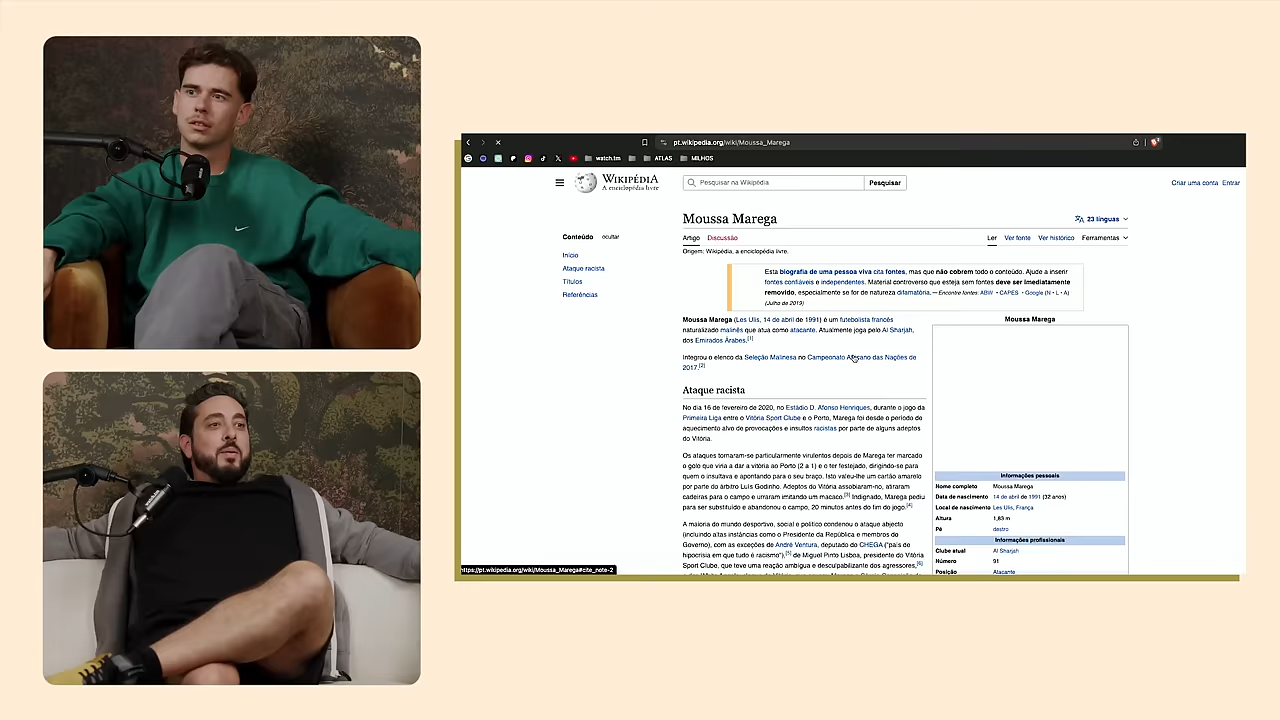 pt.wikipedia.org/wiki/Moussa_Marega
watch.tm
ATLAS
MILHOS
WIKIPÉDIA
A enciclopédia livre
Pesquisar na Wikipédia
Pesquisar
Criar uma conta Entrar
Moussa Marega
23 línguas
Conteúdo ocultar
Início
Ataque racista
Títulos
Referências
Artigo Discussão
Ler Ver fonte Ver histórico Ferramentas
Origem: Wikipédia, a enciclopédia livre.
Esta biografia de uma pessoa viva cita fontes, mas que não cobrem todo o conteúdo. Ajude a inserir
fontes confiáveis e independentes. Material controverso que esteja sem fontes deve ser imediatamente
removido, especialmente se for de natureza difamatória. — Encontre fontes: ABW • CAPES • Google (N • L • A)
(Julho de 2019)
Moussa Marega (Les Ulis, 14 de abril de 1991) é um futebolista francês
naturalizado malinês que atua como atacante. Atualmente joga pelo Al Sharjah,
dos Emirados Árabes.[1]
Integrou o elenco da Seleção Malinesa no Campeonato Africano das Nações de
2017.[2]
Ataque racista
No dia 16 de fevereiro de 2020, no Estádio D. Afonso Henriques, durante o jogo da
Primeira Liga entre o Vitória Sport Clube e o Porto, Marega foi desde o período de
aquecimento alvo de provocações e insultos racistas por parte de alguns adeptos
do Vitória.
Os ataques tornaram-se particularmente virulentos depois de Marega ter marcado
o golo que viria a dar a vitória ao Porto (2 a 1) e o ter festejado, dirigindo-se para
quem o insultava e apontando para o seu braço. Isto valeu-lhe um cartão amarelo
por parte do árbitro Luís Godinho. Adeptos do Vitória assobiaram-no, atiraram
cadeiras para o campo e urraram imitando um macaco.[3] Indignado, Marega pediu
para ser substituído e abandonou o campo, 20 minutos antes do fim do jogo.[4]
A maioria do mundo desportivo, social e político condenou o ataque abjecto
(incluindo altas instâncias como o Presidente da República e membros do
Governo), com as exceções de André Ventura, deputado do CHEGA ("país de
hipocrisia em que tudo é racismo"),[5] de Miguel Pinto Lisboa, presidente do Vitória
Sport Clube, que teve uma reação ambígua e desculpabilizante dos agressores,[6]
Moussa Marega
Informações pessoais
Nome completo Moussa Marega
Data de nascimento 14 de abril de 1991 (32 anos)
Local de nascimento Les Ulis, França
Altura 1,83 m
Pé destro
Informações profissionais
Clube atual Al Sharjah
Número 91
Posição Atacante
https://pt.wikipedia.org/wiki/Moussa_Marega#cite_note-2